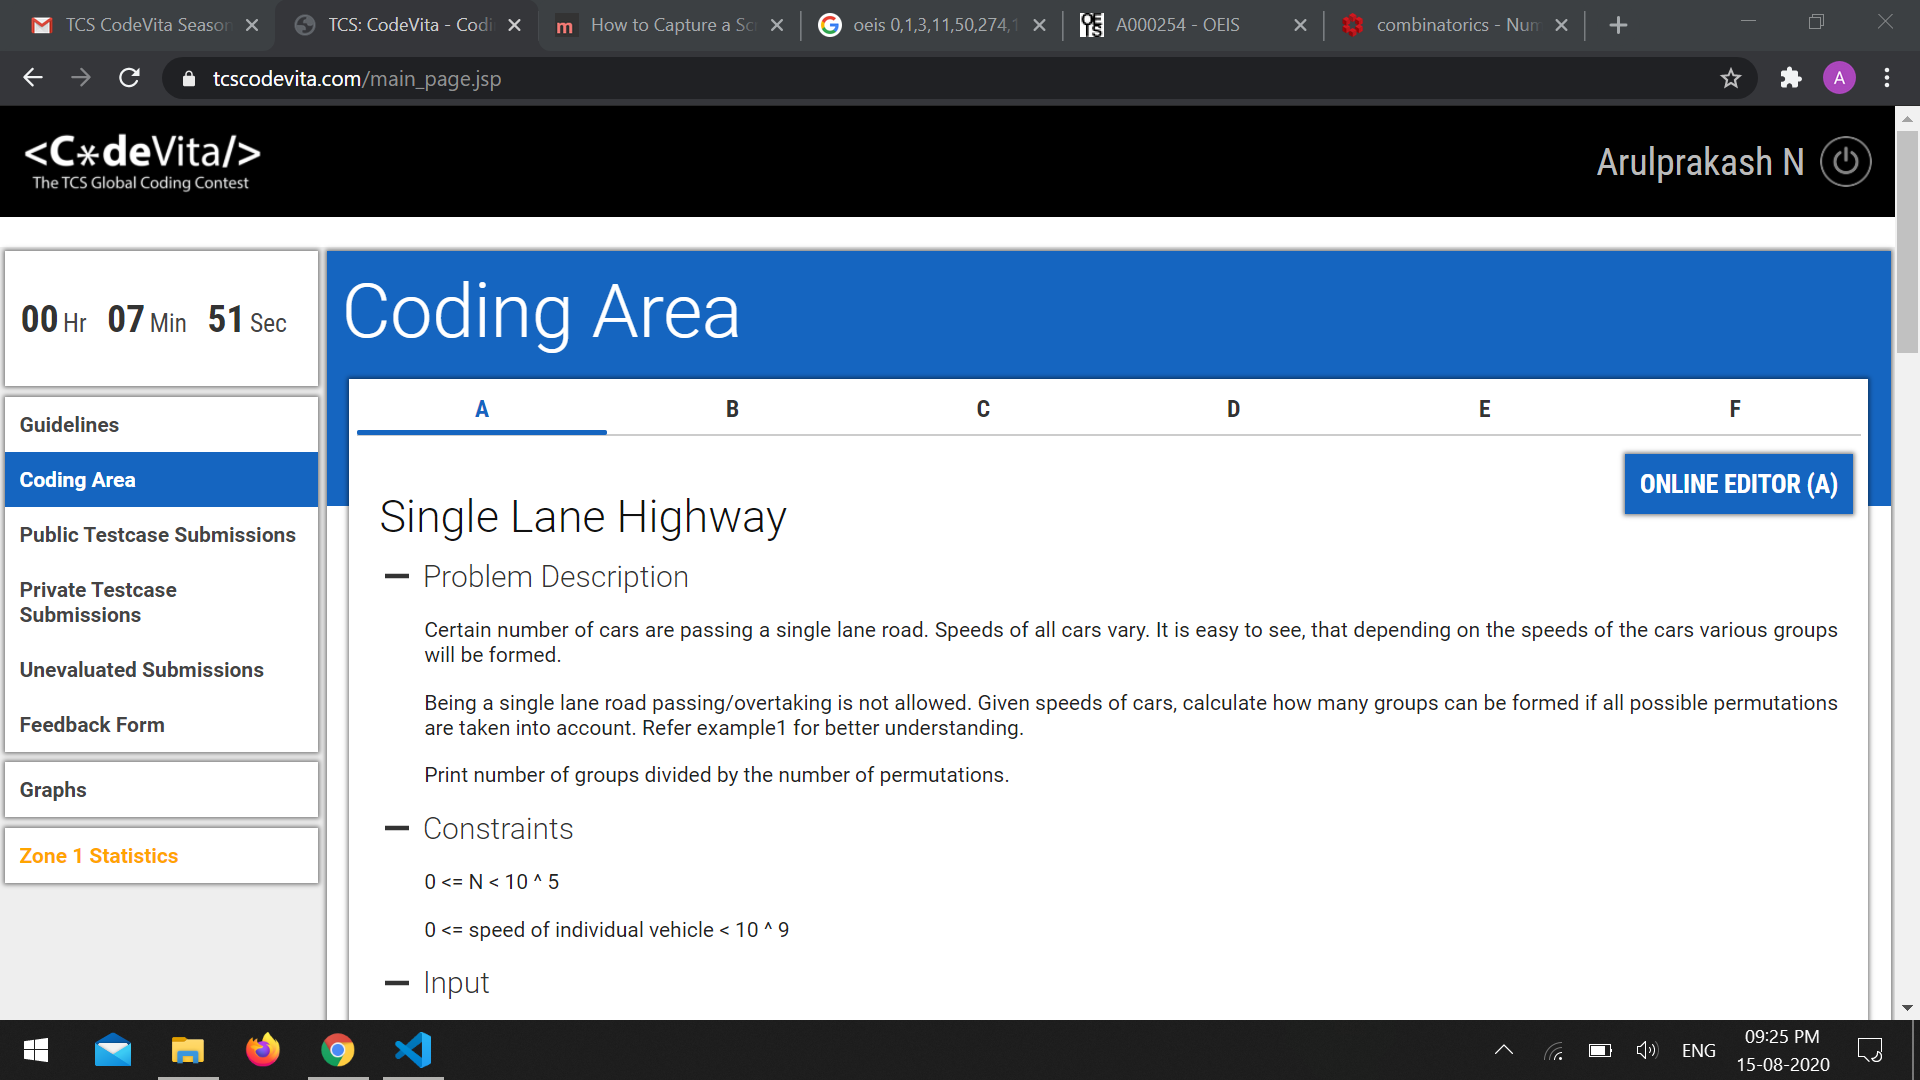 TCS CodeVita Season
TCS: CodeVita - Codi
How to Capture a Sc
oeis 0,1,3,11,50,274,1
A000254 - OEIS
combinatorics - Num
tcscodevita.com/main_page.jsp
A
<C*deVita/>
The TCS Global Coding Contest
Arulprakash N
00 Hr 07 Min 51 Sec
Guidelines
Coding Area
Public Testcase Submissions
Private Testcase
Submissions
Unevaluated Submissions
Feedback Form
Graphs
Zone 1 Statistics
Coding Area
A B C D E F
ONLINE EDITOR (A)
Single Lane Highway
Problem Description
Certain number of cars are passing a single lane road. Speeds of all cars vary. It is easy to see, that depending on the speeds of the cars various groups
will be formed.
Being a single lane road passing/overtaking is not allowed. Given speeds of cars, calculate how many groups can be formed if all possible permutations
are taken into account. Refer example1 for better understanding.
Print number of groups divided by the number of permutations.
Constraints
0 <= N < 10 ^ 5
0 <= speed of individual vehicle < 10 ^ 9
Input
ENG
09:25 PM
15-08-2020